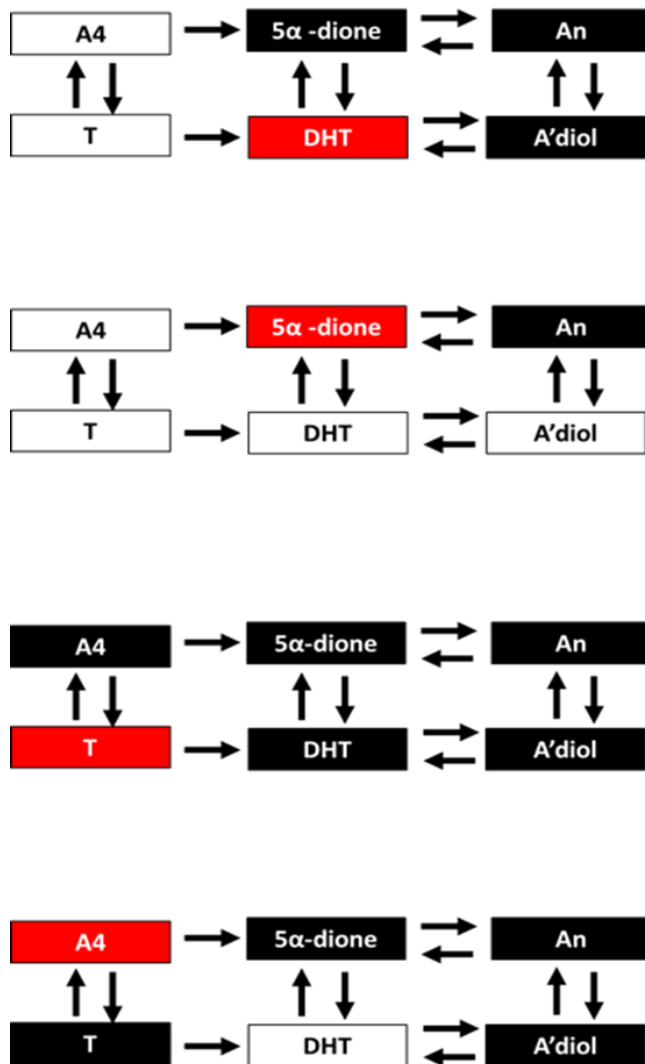 A4 5α -dione An
T DHT A'diol
A4 5α -dione An
T DHT A'diol
A4 5α-dione An
T DHT A'diol
A4 5α-dione An
T DHT A'diol